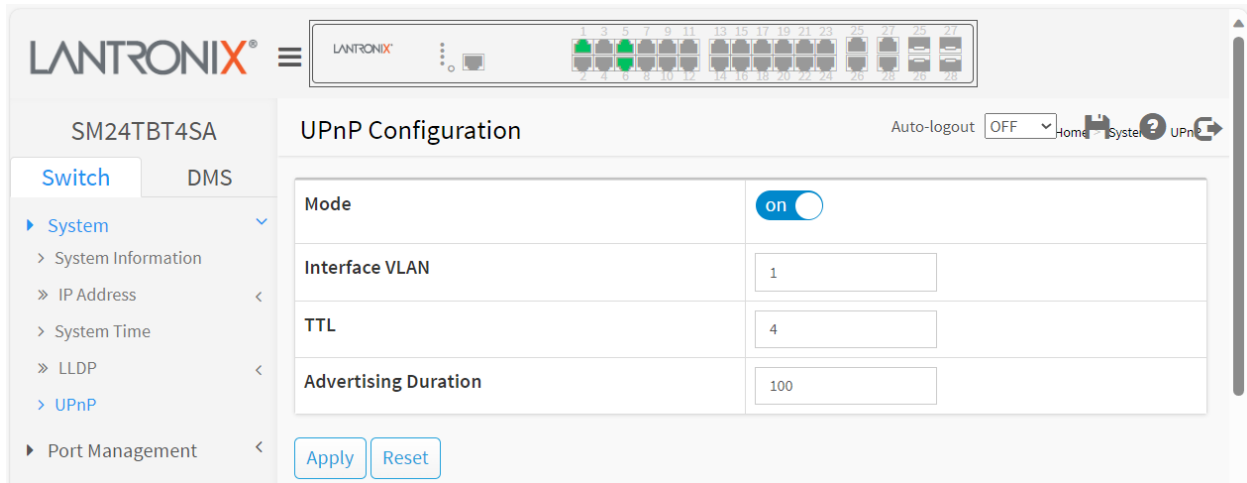 LANTRONIX®
LANTRONIX®
1 3 5 7 9 11 13 15 17 19 21 23 25 27 25 27
2 4 6 8 10 12 14 16 18 20 22 24 26 28 26 28
SM24TBT4SA
UPnP Configuration
Auto-logout OFF
Home > System UPnP
Switch DMS
System
System Information
IP Address
System Time
LLDP
UPnP
Port Management
Mode on
Interface VLAN 1
TTL 4
Advertising Duration 100
Apply Reset